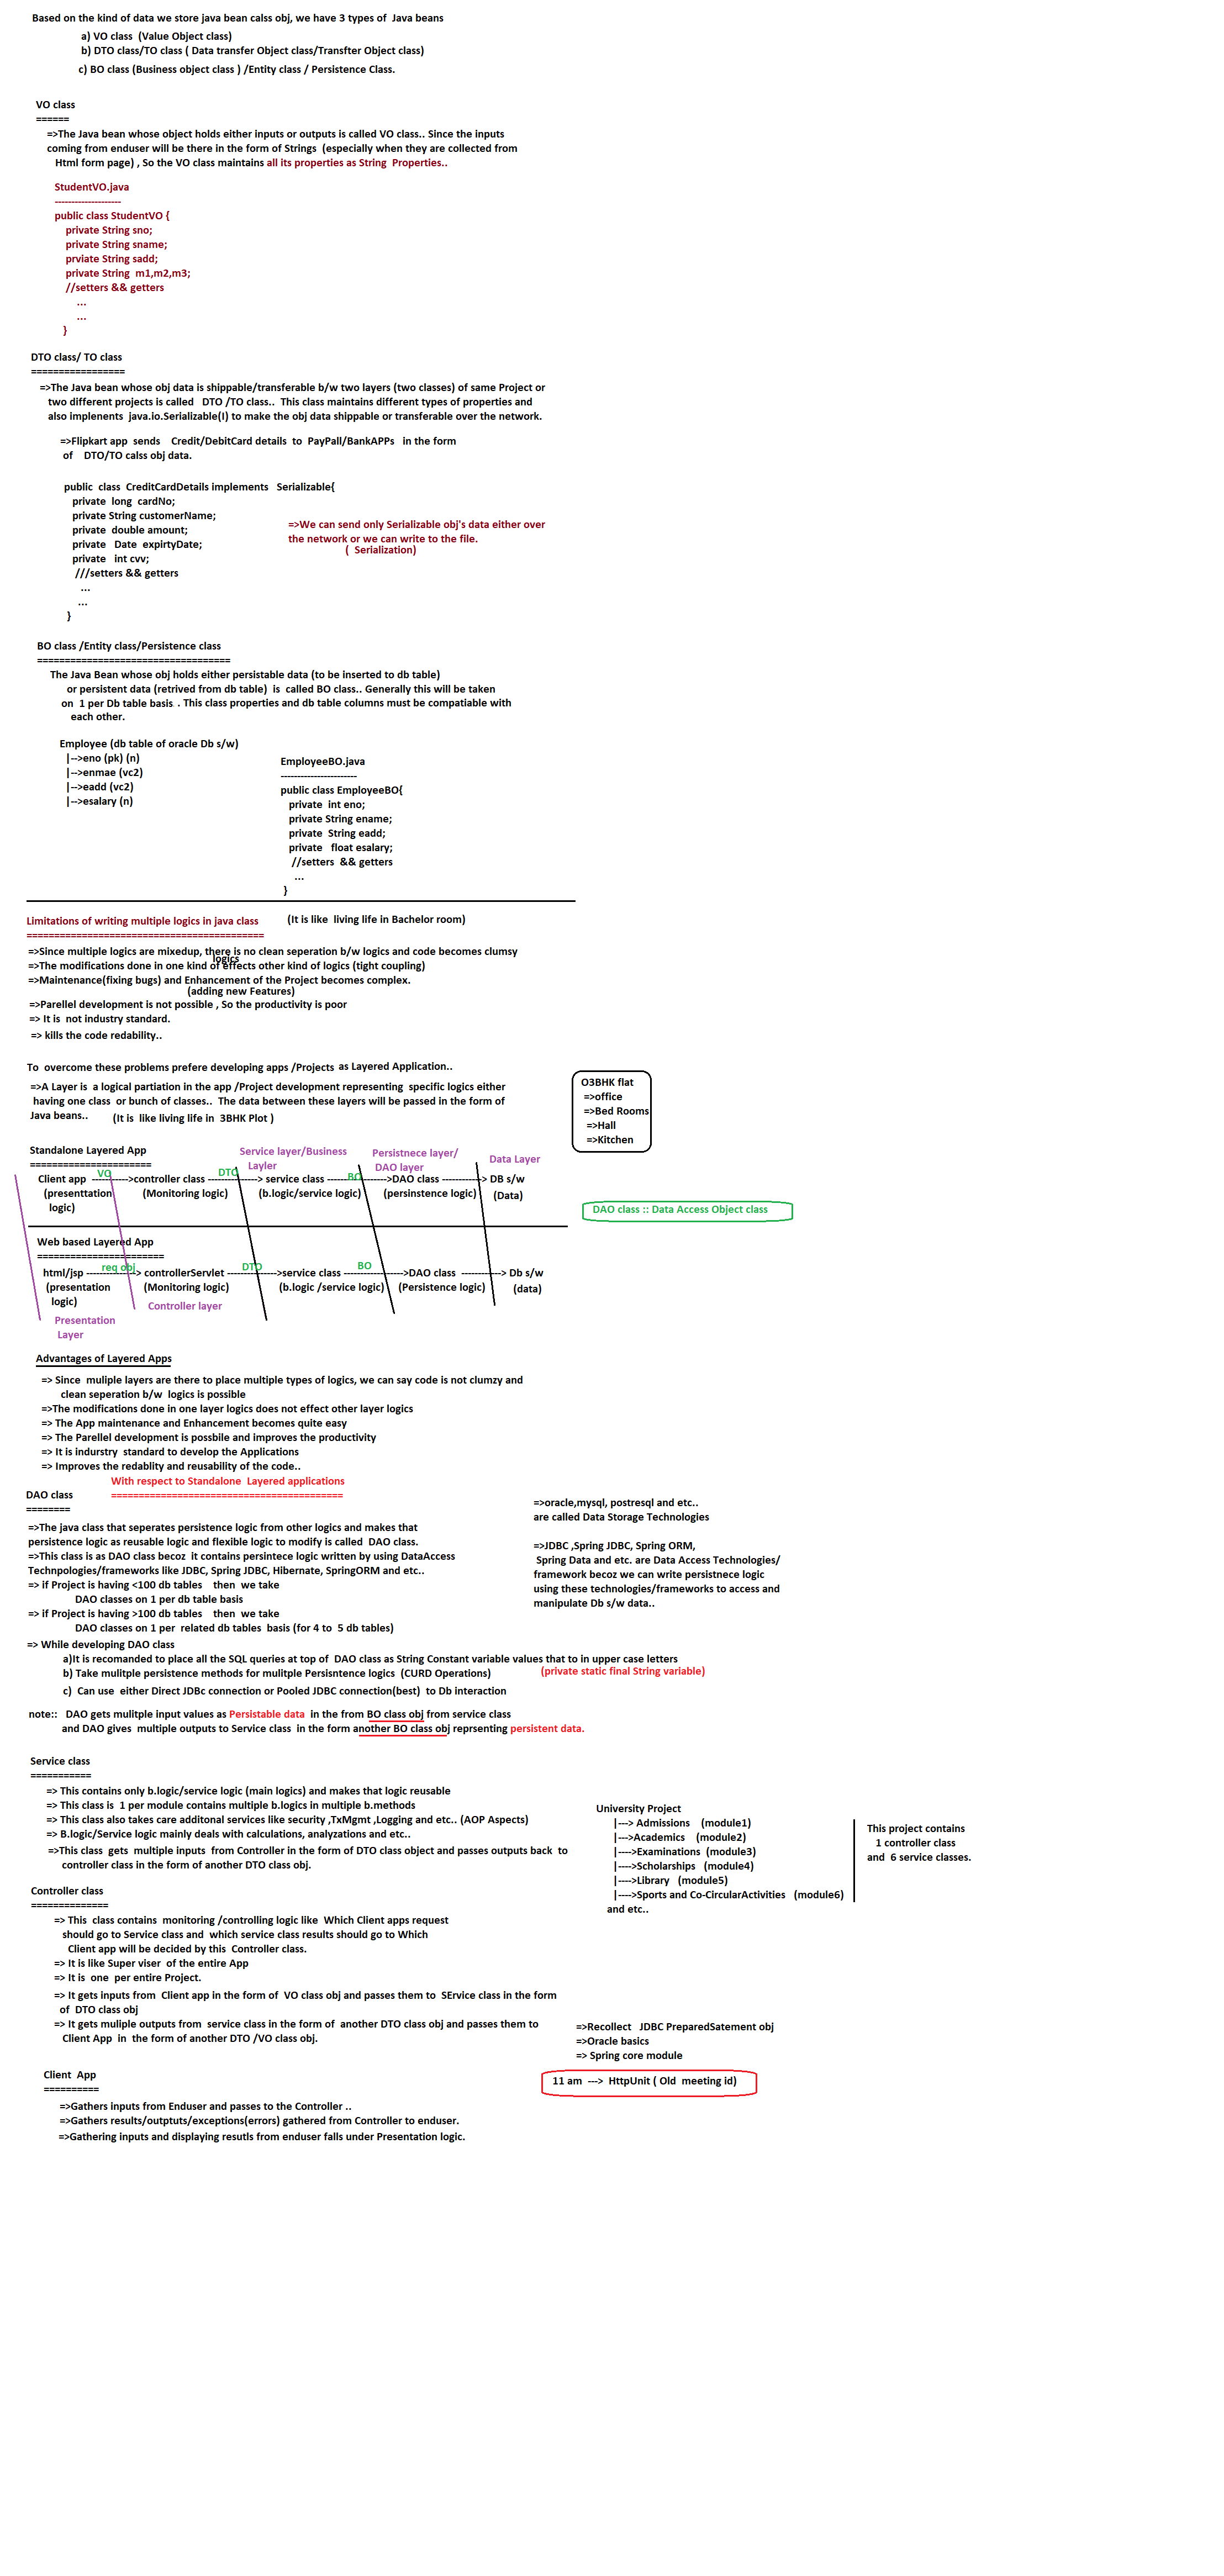 Based on the kind of data we store java bean calss obj, we have 3 types of  Java beans
a) VO class  (Value Object class)
b) DTO class/TO class ( Data transfer Object class/Transfter Object class)
c) BO class (Business object class ) /Entity class / Persistence Class.
VO class
======
=>The Java bean whose object holds either inputs or outputs is called VO class.. Since the inputs
coming from enduser will be there in the form of Strings  (especially when they are collected from
Html form page) , So the VO class maintains all its properties as String  Properties..
StudentVO.java
--------------------
public class StudentVO {
private String sno;
private String sname;
prviate String sadd;
private String  m1,m2,m3;
//setters && getters
...
...
}
DTO class/ TO class
=================
=>The Java bean whose obj data is shippable/transferable b/w two layers (two classes) of same Project or
two different projects is called   DTO /TO class..  This class maintains different types of properties and
also implenents  java.io.Serializable(I) to make the obj data shippable or transferable over the network.
=>Flipkart app  sends    Credit/DebitCard details  to  PayPall/BankAPPs   in the form
of    DTO/TO calss obj data.
public  class  CreditCardDetails implements   Serializable{
private  long  cardNo;
private String customerName;
private  double amount;
private   Date  expirtyDate;
private   int cvv;
///setters && getters
...
...
}
=>We can send only Serializable obj's data either over
the network or we can write to the file.
(  Serialization)
BO class /Entity class/Persistence class
===================================
The Java Bean whose obj holds either persistable data (to be inserted to db table)
or persistent data (retrived from db table)  is  called BO class.. Generally this will be taken
on  1 per Db table basis  . This class properties and db table columns must be compatiable with
each other.
Employee (db table of oracle Db s/w)
|-->eno (pk) (n)
|-->enmae (vc2)
|-->eadd (vc2)
|-->esalary (n)
EmployeeBO.java
-----------------------
public class EmployeeBO{
private  int eno;
private String ename;
private  String eadd;
private   float esalary;
//setters  && getters
...
}
Limitations of writing multiple logics in java class
(It is like  living life in Bachelor room)
===========================================
=>Since multiple logics are mixedup, there is no clean seperation b/w logics and code becomes clumsy
logics
=>The modifications done in one kind of effects other kind of logics (tight coupling)
=>Maintenance(fixing bugs) and Enhancement of the Project becomes complex.
(adding new Features)
=>Parellel development is not possible , So the productivity is poor
=> It is  not industry standard.
=> kills the code redability..
To  overcome these problems prefere developing apps /Projects  as Layered Application..
=>A Layer is  a logical partiation in the app /Project development representing  specific logics either
having one class  or bunch of classes..  The data between these layers will be passed in the form of
Java beans..
(It is  like living life in  3BHK Plot )
O3BHK flat
=>office
=>Bed Rooms
=>Hall
=>Kitchen
Standalone Layered App
======================
Service layer/Business
Layler
Persistnece layer/
DAO layer
Data Layer
VO
DTO
BO
Client app  ----------->controller class ---------------> service class ------------------>DAO class ------------> DB s/w
(presenttation
logic)
(Monitoring logic)
(b.logic/service logic)
(persinstence logic)
(Data)
DAO class :: Data Access Object class
Web based Layered App
=======================
req obj
DTO
BO
html/jsp ---------------> controllerServlet --------------->service class ------------------>DAO class  ------------> Db s/w
(presentation
logic)
(Monitoring logic)
(b.logic /service logic)
(Persistence logic)
(data)
Controller layer
Presentation
Layer
Advantages of Layered Apps
=> Since  muliple layers are there to place multiple types of logics, we can say code is not clumzy and
clean seperation b/w  logics is possible
=>The modifications done in one layer logics does not effect other layer logics
=> The App maintenance and Enhancement becomes quite easy
=> The Parellel development is possbile and improves the productivity
=> It is indurstry  standard to develop the Applications
=> Improves the redablity and reusability of the code..
With respect to Standalone  Layered applications
==========================================
DAO class
========
=>The java class that seperates persistence logic from other logics and makes that
persistence logic as reusable logic and flexible logic to modify is called  DAO class.
=>This class is as DAO class becoz  it contains persintece logic written by using DataAccess
Technpologies/frameworks like JDBC, Spring JDBC, Hibernate, SpringORM and etc..
=> if Project is having <100 db tables    then  we take
DAO classes on 1 per db table basis
=> if Project is having >100 db tables    then  we take
DAO classes on 1 per  related db tables  basis (for 4 to  5 db tables)
=>oracle,mysql, postresql and etc..
are called Data Storage Technologies
=>JDBC ,Spring JDBC, Spring ORM,
Spring Data and etc. are Data Access Technologies/
framework becoz we can write persistnece logic
using these technologies/frameworks to access and
manipulate Db s/w data..
=> While developing DAO class
a)It is recomanded to place all the SQL queries at top of  DAO class as String Constant variable values that to in upper case letters
b) Take mulitple persistence methods for mulitple Persisntence logics  (CURD Operations)
(private static final String variable)
c)  Can use  either Direct JDBc connection or Pooled JDBC connection(best)  to Db interaction
note::   DAO gets mulitple input values as Persistable data  in the from BO class obj from service class
and DAO gives  multiple outputs to Service class  in the form another BO class obj reprsenting persistent data.
Service class
===========
=> This contains only b.logic/service logic (main logics) and makes that logic reusable
=> This class is  1 per module contains multiple b.logics in multiple b.methods
=> This class also takes care additonal services like security ,TxMgmt ,Logging and etc.. (AOP Aspects)
=> B.logic/Service logic mainly deals with calculations, analyzations and etc..
=>This class  gets  multiple inputs  from Controller in the form of DTO class object and passes outputs back  to
controller class in the form of another DTO class obj.
University Project
|---> Admissions    (module1)
|--->Academics    (module2)
|---->Examinations  (module3)
|---->Scholarships   (module4)
|---->Library   (module5)
|---->Sports and Co-CircularActivities   (module6)
and etc..
This project contains
1 controller class
and  6 service classes.
Controller class
==============
=> This  class contains  monitoring /controlling logic like  Which Client apps request
should go to Service class and  which service class results should go to Which
Client app will be decided by this  Controller class.
=> It is like Super viser  of the entire App
=> It is  one  per entire Project.
=> It gets inputs from  Client app in the form of  VO class obj and passes them to  SErvice class in the form
of  DTO class obj
=> It gets muliple outputs from  service class in the form of  another DTO class obj and passes them to
Client App  in  the form of another DTO /VO class obj.
=>Recollect   JDBC PreparedSatement obj
=>Oracle basics
=> Spring core module
11 am  ---> HttpUnit ( Old  meeting id)
Client  App
==========
=>Gathers inputs from Enduser and passes to the Controller ..
=>Gathers results/outptuts/exceptions(errors) gathered from Controller to enduser.
=>Gathering inputs and displaying resutls from enduser falls under Presentation logic.